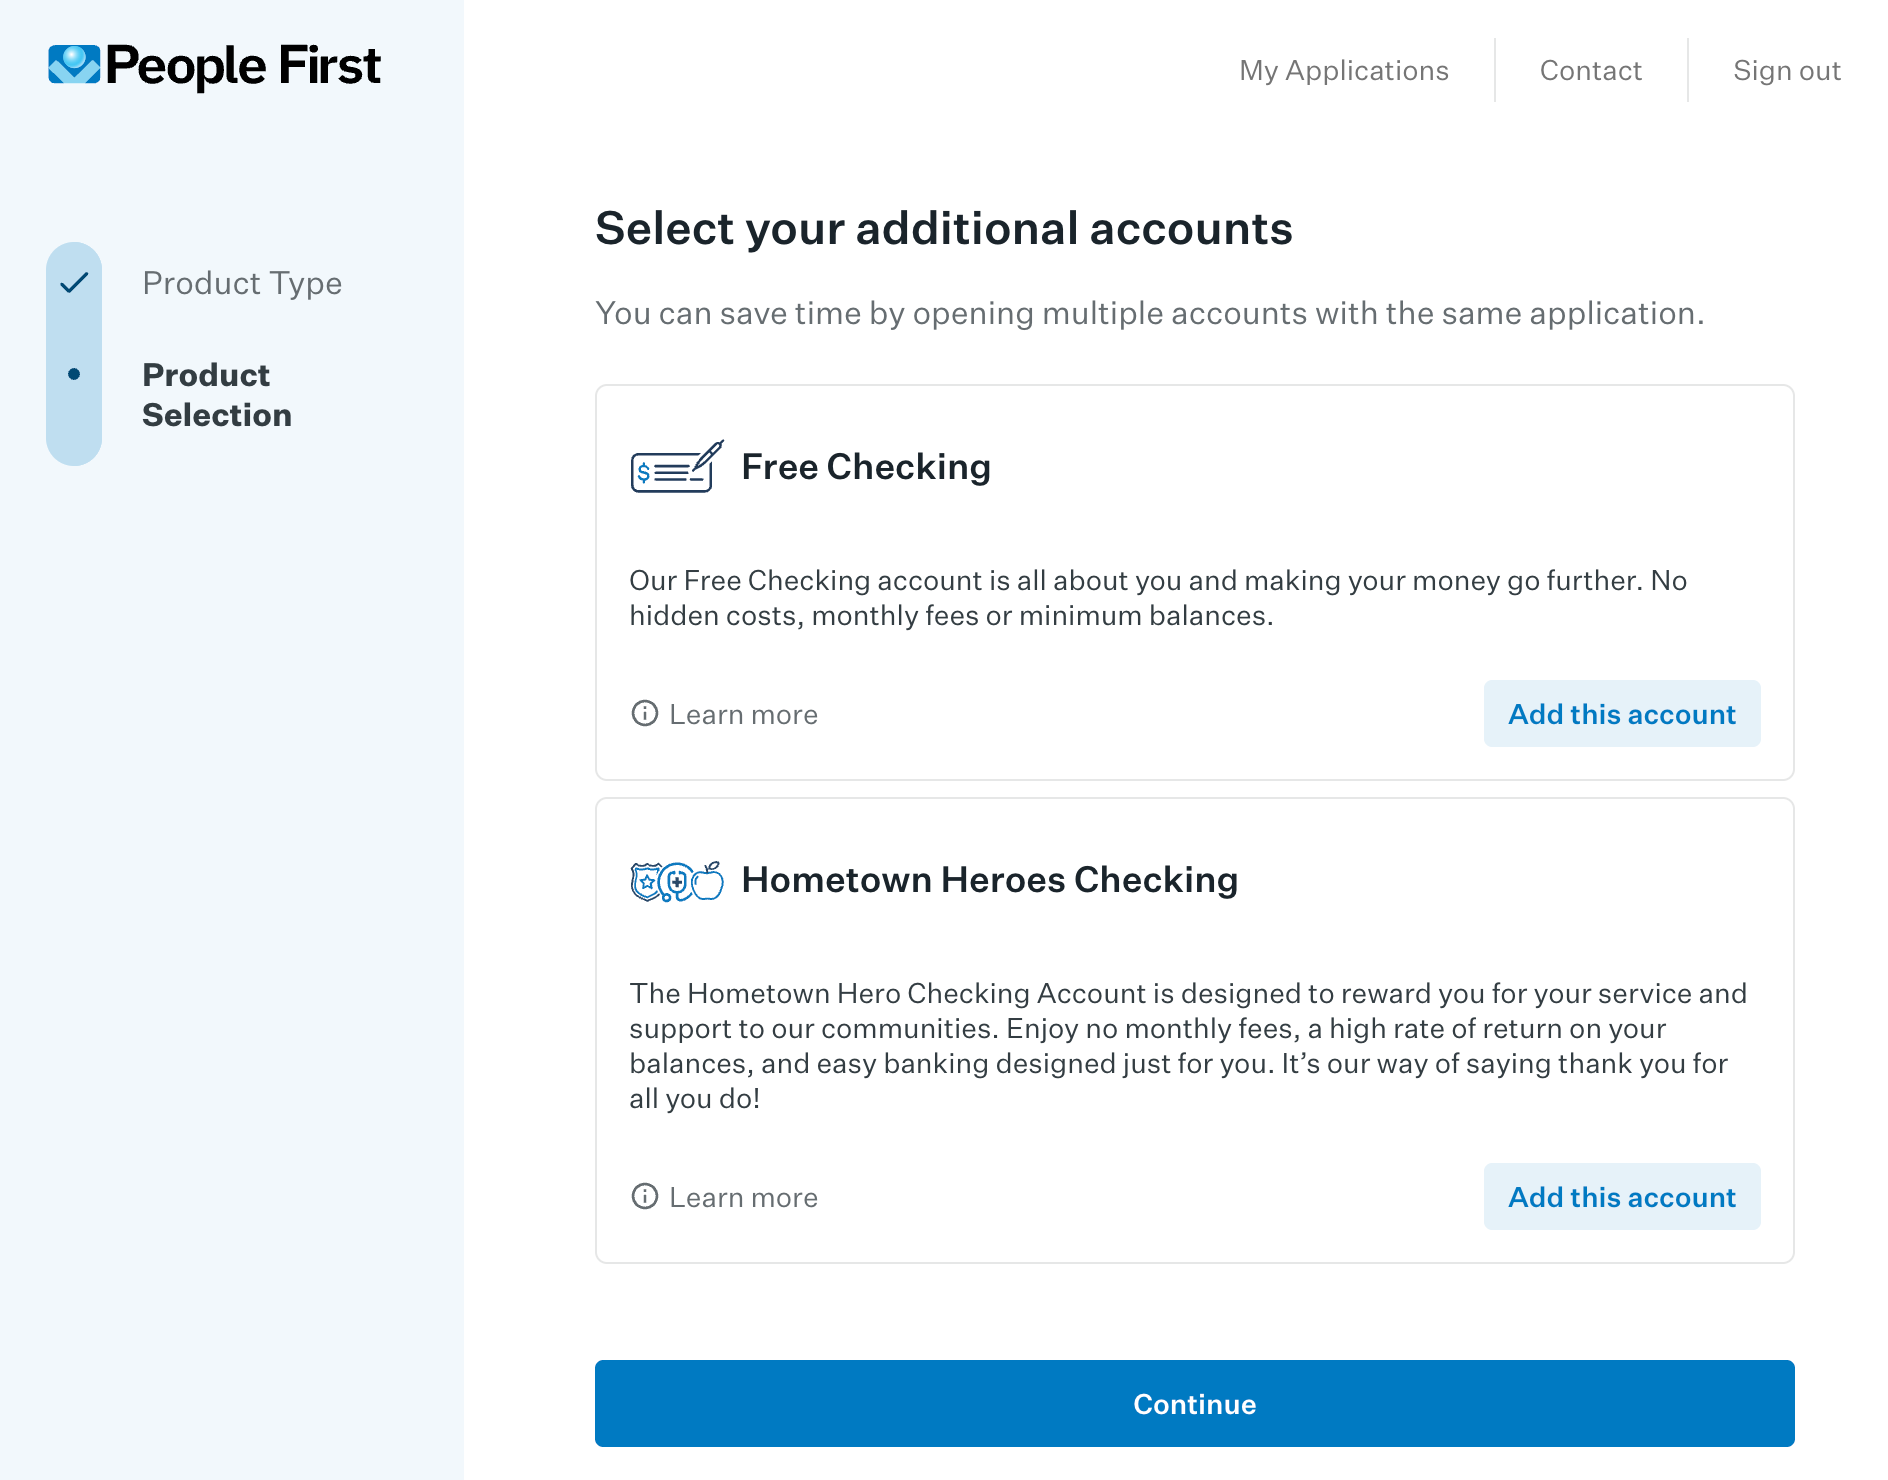 People First
My Applications
Contact
Sign out
Product Type
Product
Selection
Select your additional accounts
You can save time by opening multiple accounts with the same application.
$
Free Checking
Our Free Checking account is all about you and making your money go further. No
hidden costs, monthly fees or minimum balances.
Learn more
Add this account
Hometown Heroes Checking
The Hometown Hero Checking Account is designed to reward you for your service and
support to our communities. Enjoy no monthly fees, a high rate of return on your
balances, and easy banking designed just for you. It’s our way of saying thank you for
all you do!
Learn more
Add this account
Continue